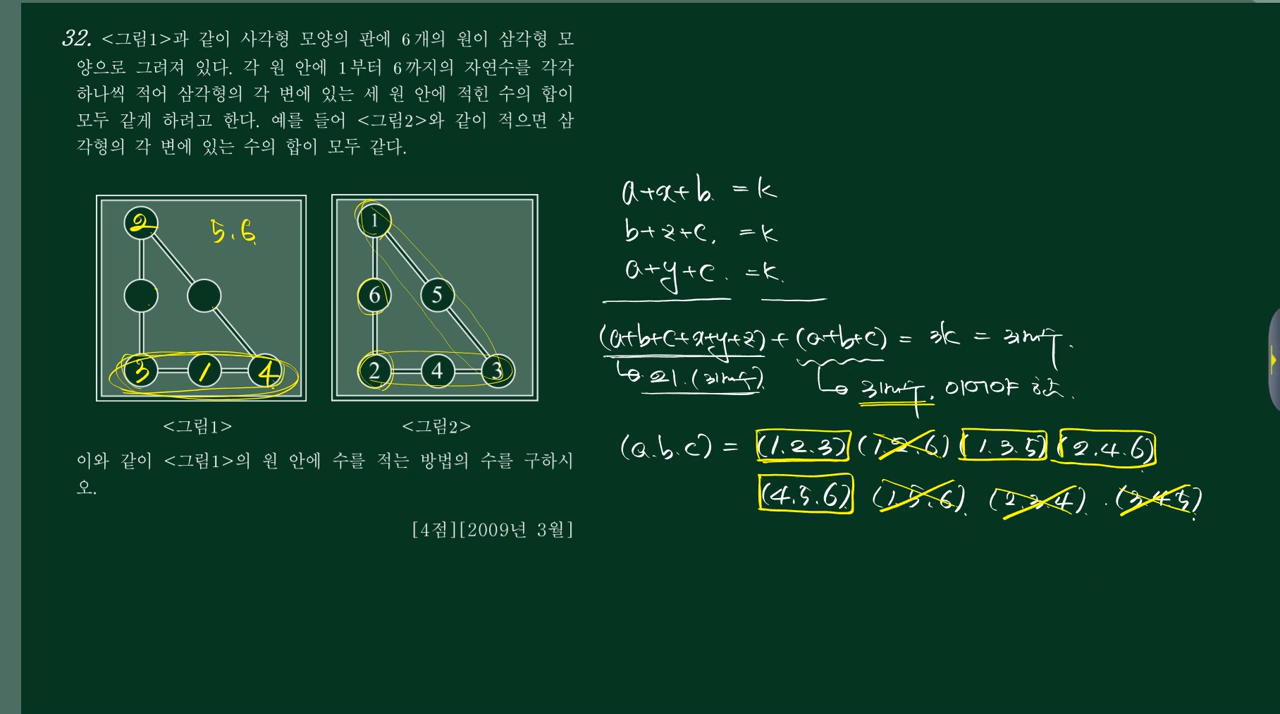 32. <그림1>과 같이 사각형 모양의 판에 6개의 원이 삼각형 모
양으로 그려져 있다. 각 원 안에 1부터 6까지의 자연수를 각각
하나씩 적어 삼각형의 각 변에 있는 세 원 안에 적힌 수의 합이
모두 같게 하려고 한다. 예를 들어 <그림2>와 같이 적으면 삼
각형의 각 변에 있는 수의 합이 모두 같다.
2 5.6
3 1 4
1
6 5
2 4 3
<그림1> <그림2>
이와 같이 <그림1>의 원 안에 수를 적는 방법의 수를 구하시
오.
[4점][2009년 3월]
a+x+b = k
b+z+c = k
a+y+c = k
(a+b+c+x+y+z)+(a+b+c) = 3k = 3의배수.
21.(3의배수) 3의배수. 이어야 함.
(a.b.c) = (1.2.3) (1.2.6) (1.3.5) (2.4.6)
(4.5.6) (1.5.6) (2.3.4) . (3.4.5)